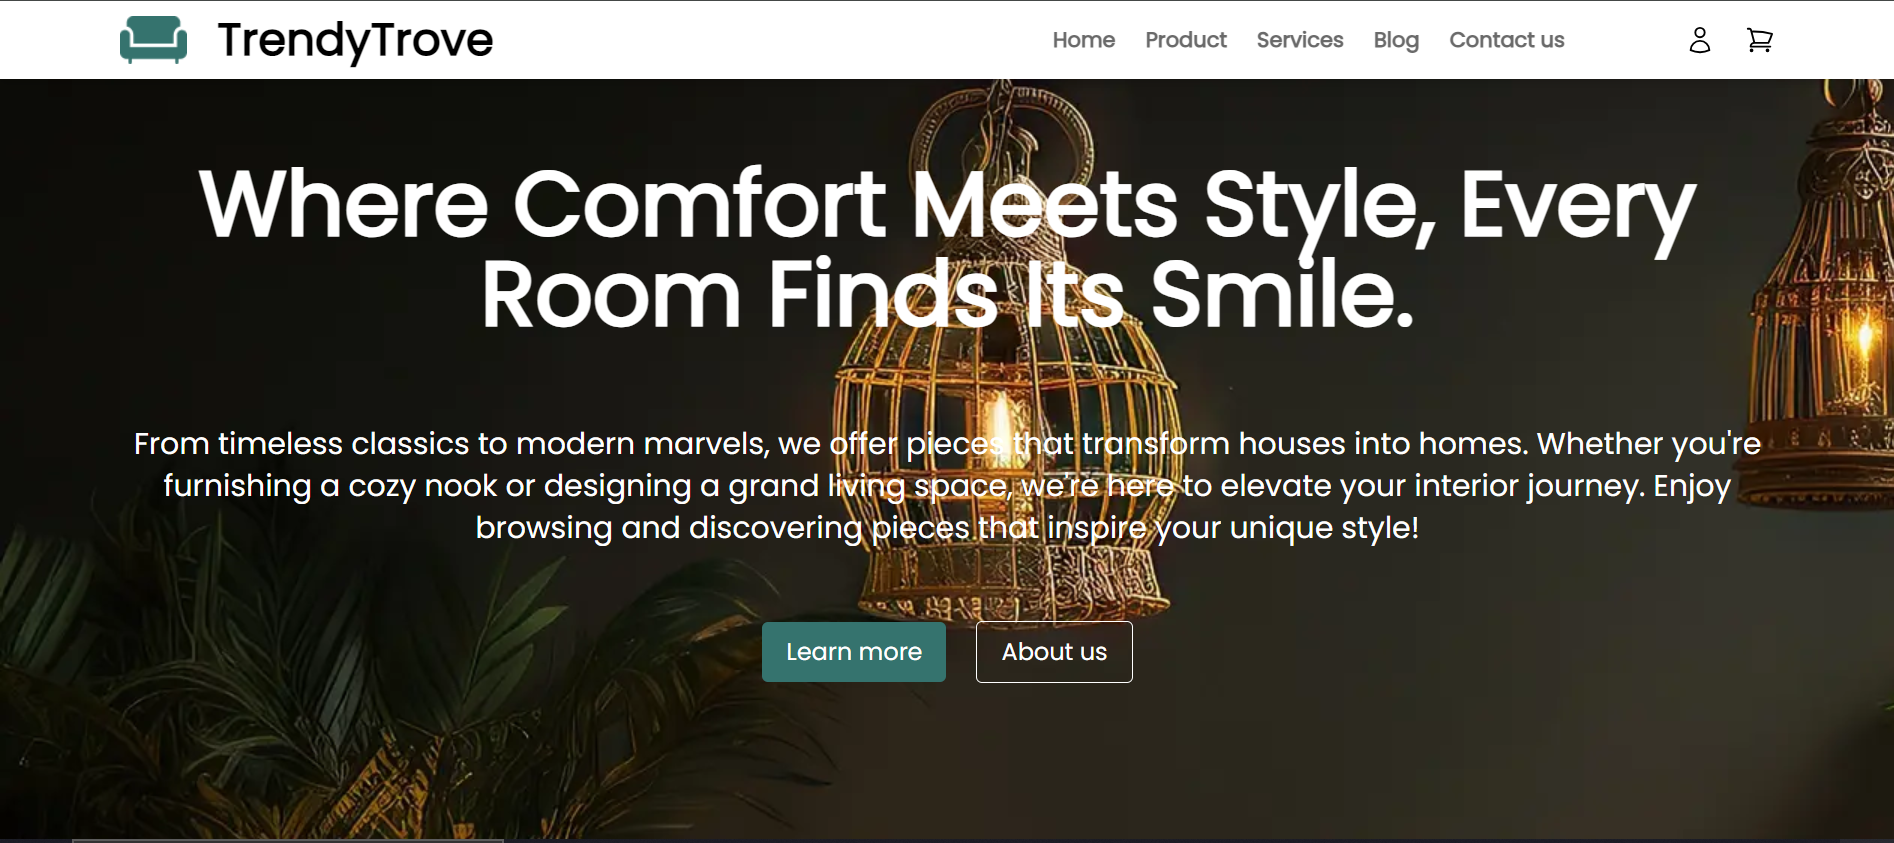 TrendyTrove
Home Product Services Blog Contact us
Where Comfort Meets Style, Every
Room Finds Its Smile.
From timeless classics to modern marvels, we offer pieces that transform houses into homes. Whether you're
furnishing a cozy nook or designing a grand living space, we're here to elevate your interior journey. Enjoy
browsing and discovering pieces that inspire your unique style!
Learn more About us